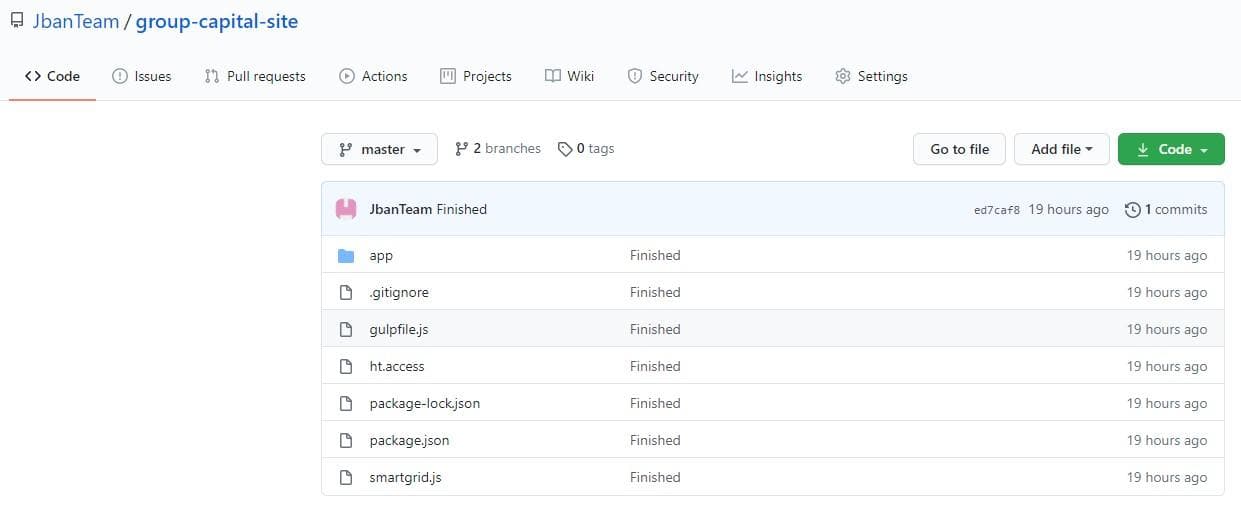 JbanTeam / group-capital-site
Code Issues Pull requests Actions Projects Wiki Security Insights Settings
master 2 branches 0 tags Go to file Add file Code
JbanTeam Finished ed7caf8 19 hours ago 1 commits
app Finished 19 hours ago
.gitignore Finished 19 hours ago
gulpfile.js Finished 19 hours ago
ht.access Finished 19 hours ago
package-lock.json Finished 19 hours ago
package.json Finished 19 hours ago
smartgrid.js Finished 19 hours ago